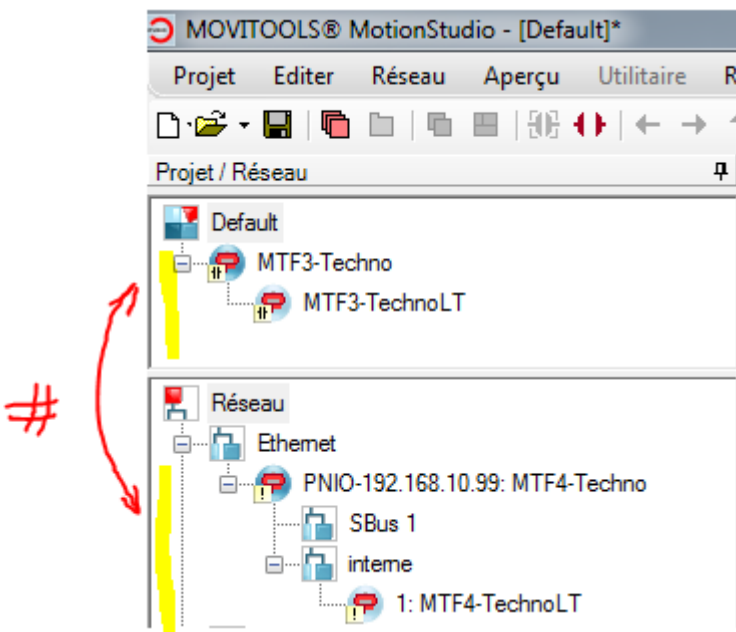 MOVITOOLS® MotionStudio - [Default]*
Projet Editer Réseau Aperçu Utilitaire R
Projet / Réseau
Default
MTF3-Techno
MTF3-TechnoLT
#
Réseau
Ethernet
PNIO-192.168.10.99: MTF4-Techno
SBus 1
interne
1: MTF4-TechnoLT